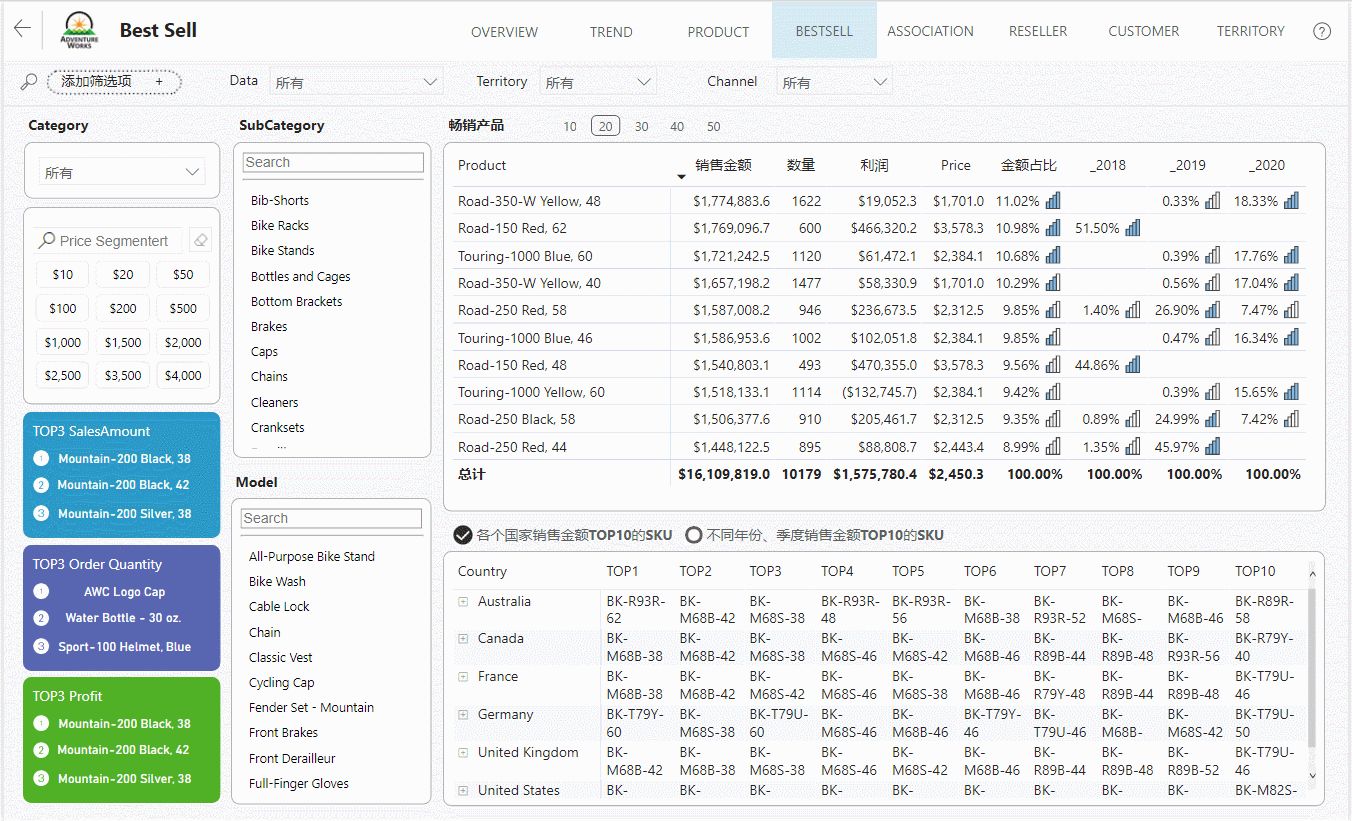 ADVENTURE WORKS
Best Sell
OVERVIEW TREND PRODUCT BESTSELL ASSOCIATION RESELLER CUSTOMER TERRITORY ?
添加筛选项 + Data 所有 Territory 所有 Channel 所有
Category
所有
Price Segmentert
$10 $20 $50
$100 $200 $500
$1,000 $1,500 $2,000
$2,500 $3,500 $4,000
TOP3 SalesAmount
1 Mountain-200 Black, 38
2 Mountain-200 Black, 42
3 Mountain-200 Silver, 38
TOP3 Order Quantity
1 AWC Logo Cap
2 Water Bottle - 30 oz.
3 Sport-100 Helmet, Blue
TOP3 Profit
1 Mountain-200 Black, 38
2 Mountain-200 Black, 42
3 Mountain-200 Silver, 38
SubCategory
Search
Bib-Shorts
Bike Racks
Bike Stands
Bottles and Cages
Bottom Brackets
Brakes
Caps
Chains
Cleaners
Cranksets
Model
Search
All-Purpose Bike Stand
Bike Wash
Cable Lock
Chain
Classic Vest
Cycling Cap
Fender Set - Mountain
Front Brakes
Front Derailleur
Full-Finger Gloves
畅销产品 10 20 30 40 50
Product 销售金额 数量 利润 Price 金额占比 _2018 _2019 _2020
Road-350-W Yellow, 48 $1,774,883.6 1622 $19,052.3 $1,701.0 11.02% 0.33% 18.33%
Road-150 Red, 62 $1,769,096.7 600 $466,320.2 $3,578.3 10.98% 51.50%
Touring-1000 Blue, 60 $1,721,242.5 1120 $61,472.1 $2,384.1 10.68% 0.39% 17.76%
Road-350-W Yellow, 40 $1,657,198.2 1477 $58,330.9 $1,701.0 10.29% 0.56% 17.04%
Road-250 Red, 58 $1,587,008.2 946 $236,673.5 $2,312.5 9.85% 1.40% 26.90% 7.47%
Touring-1000 Blue, 46 $1,586,953.6 1002 $102,051.8 $2,384.1 9.85% 0.47% 16.34%
Road-150 Red, 48 $1,540,803.1 493 $470,355.0 $3,578.3 9.56% 44.86%
Touring-1000 Yellow, 60 $1,518,133.1 1114 ($132,745.7) $2,384.1 9.42% 0.39% 15.65%
Road-250 Black, 58 $1,506,377.6 910 $205,461.7 $2,312.5 9.35% 0.89% 24.99% 7.42%
Road-250 Red, 44 $1,448,122.5 895 $88,808.7 $2,443.4 8.99% 1.35% 45.97%
总计 $16,109,819.0 10179 $1,575,780.4 $2,450.3 100.00% 100.00% 100.00% 100.00%
各个国家销售金额TOP10的SKU 不同年份、季度销售金额TOP10的SKU
Country TOP1 TOP2 TOP3 TOP4 TOP5 TOP6 TOP7 TOP8 TOP9 TOP10
Australia BK-R93R- BK- BK- BK-R93R- BK-R93R- BK- BK- BK- BK- BK-R89R-
62 M68B-42 M68S-38 48 56 M68B-38 R93R-52 M68S- M68B-46 58
Canada BK- BK- BK- BK- BK- BK- BK- BK- BK- BK-R79Y-
M68B-38 M68B-42 M68S-38 M68S-46 M68S-42 M68B-46 R89B-44 R89B-48 R93R-56 40
France BK- BK- BK- BK- BK- BK- BK- BK- BK- BK-T79U-
M68B-38 M68B-42 M68S-42 M68S-46 M68S-38 M68B-46 R79Y-48 R89B-44 R89B-48 46
Germany BK-T79Y- BK- BK-T79U- BK- BK- BK-T79Y- BK- BK- BK- BK-T79U-
60 M68S-38 60 M68S-46 M68B-46 46 T79U-46 M68B- M68S-42 50
United Kingdom BK- BK- BK- BK- BK- BK- BK- BK- BK- BK-T79U-
M68B-42 M68B-38 M68S-38 M68S-46 M68S-42 M68B-46 R89B-44 R89B-48 R89B-52 46
United States BK- BK- BK- BK- BK- BK- BK- BK- BK- BK-M82S-